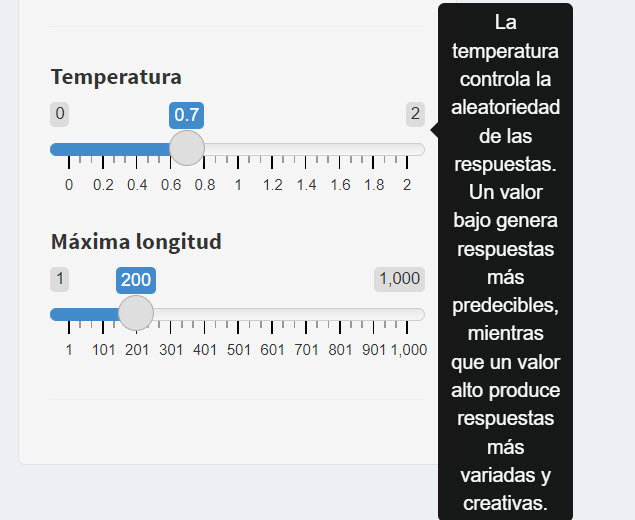 Temperatura
0 0.7 2
0 0.2 0.4 0.6 0.8 1 1.2 1.4 1.6 1.8 2
Máxima longitud
1 200 1,000
1 101 201 301 401 501 601 701 801 901 1,000
La
temperatura
controla la
aleatoriedad
de las
respuestas.
Un valor
bajo genera
respuestas
más
predecibles,
mientras
que un valor
alto produce
respuestas
más
variadas y
creativas.